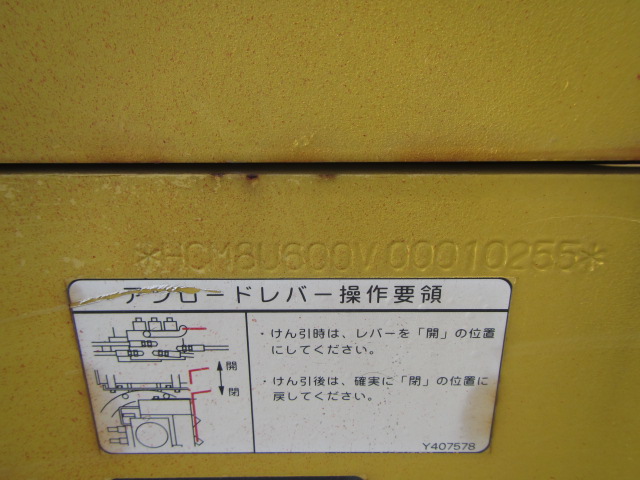 *HCM6U600V00010255*
アンロードレバー操作要領
・けん引時は、レバーを「開」の位置
にしてください。
開
・けん引後は、確実に「閉」の位置に
戻してください。
閉
Y407578